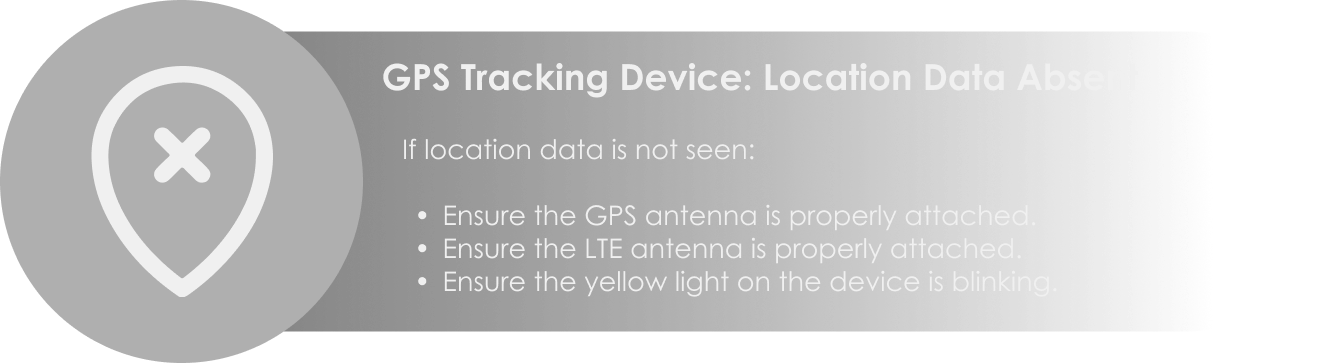 GPS Tracking Device: Location Data Absent
If location data is not seen:
• Ensure the GPS antenna is properly attached.
• Ensure the LTE antenna is properly attached.
• Ensure the yellow light on the device is blinking.